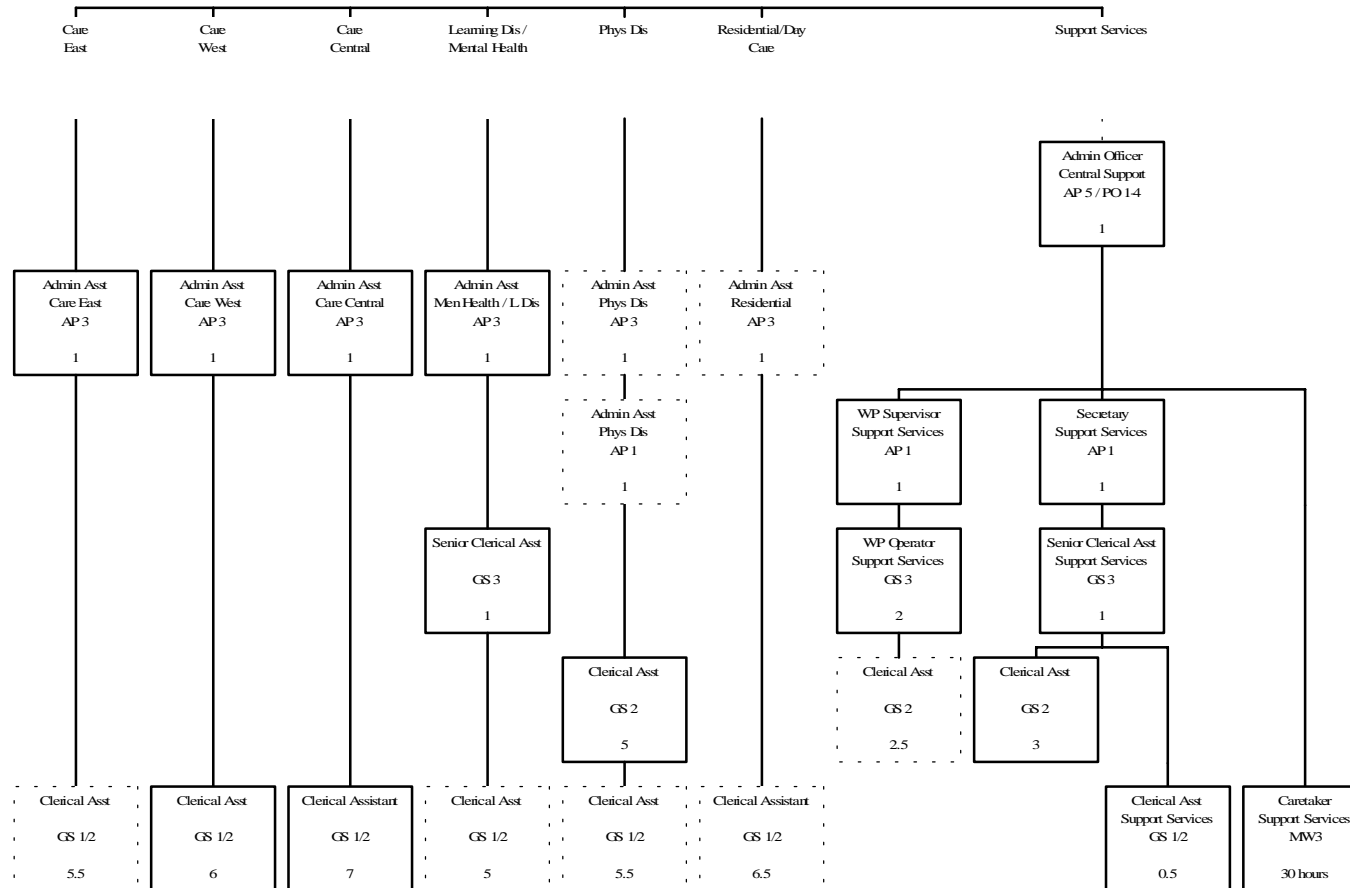 Care
East
Care
West
Care
Central
Learning Dis /
Mental Health
Phys Dis
Residential/Day
Care
Support Services
Admin Officer
Central Support
AP 5 / PO 1-4
1
Admin Asst
Care East
AP 3
1
Admin Asst
Care West
AP 3
1
Admin Asst
Care Central
AP 3
1
Admin Asst
Men Health / L Dis
AP 3
1
Admin Asst
Phys Dis
AP 3
1
Admin Asst
Residential
AP 3
1
Admin Asst
Phys Dis
AP 1
1
WP Supervisor
Support Services
AP 1
1
Secretary
Support Services
AP 1
1
Senior Clerical Asst
GS 3
1
WP Operator
Support Services
GS 3
2
Senior Clerical Asst
Support Services
GS 3
1
Clerical Asst
GS 2
5
Clerical Asst
GS 2
2.5
Clerical Asst
GS 2
3
Clerical Asst
GS 1/2
5.5
Clerical Asst
GS 1/2
6
Clerical Assistant
GS 1/2
7
Clerical Asst
GS 1/2
5
Clerical Asst
GS 1/2
5.5
Clerical Assistant
GS 1/2
6.5
Clerical Asst
Support Services
GS 1/2
0.5
Caretaker
Support Services
MW3
30 hours